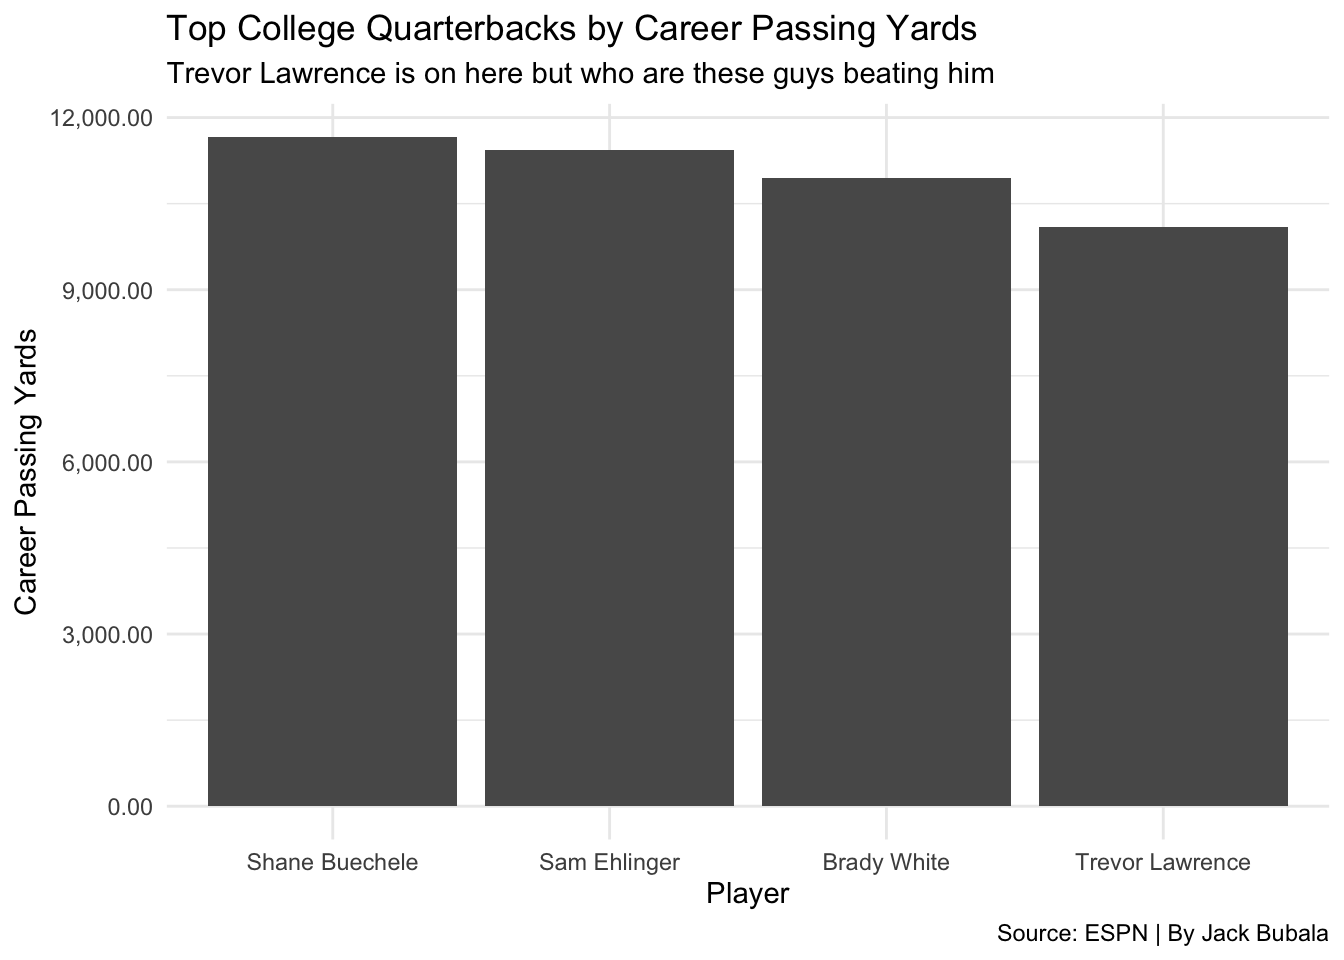 Top College Quarterbacks by Career Passing Yards
Trevor Lawrence is on here but who are these guys beating him
12,000.00
9,000.00
6,000.00
3,000.00
0.00
Career Passing Yards
Shane Buechele
Sam Ehlinger
Brady White
Trevor Lawrence
Player
Source: ESPN | By Jack Bubala